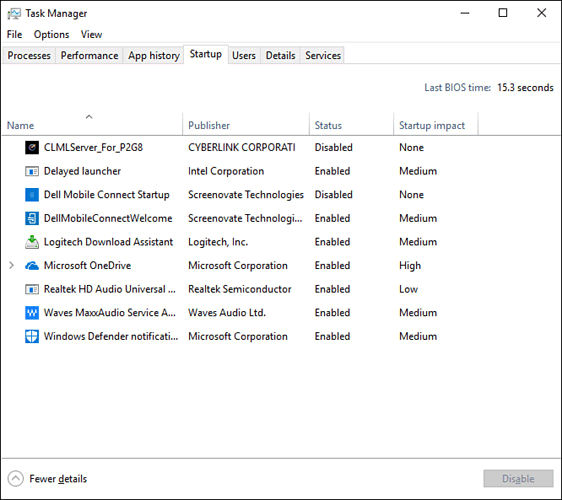 Task Manager
File Options View
Processes Performance App history Startup Users Details Services
Last BIOS time: 15.3 seconds
Name Publisher Status Startup impact
CLMLServer_For_P2G8 CYBERLINK CORPORATI Disabled None
Delayed launcher Intel Corporation Enabled Medium
Dell Mobile Connect Startup Screenovate Technologies Disabled None
DellMobileConnectWelcome Screenovate Technologi... Enabled Medium
Logitech Download Assistant Logitech, Inc. Enabled Medium
Microsoft OneDrive Microsoft Corporation Enabled High
Realtek HD Audio Universal ... Realtek Semiconductor Enabled Low
Waves MaxxAudio Service A... Waves Audio Ltd. Enabled Medium
Windows Defender notificati... Microsoft Corporation Enabled Medium
Fewer details Disable